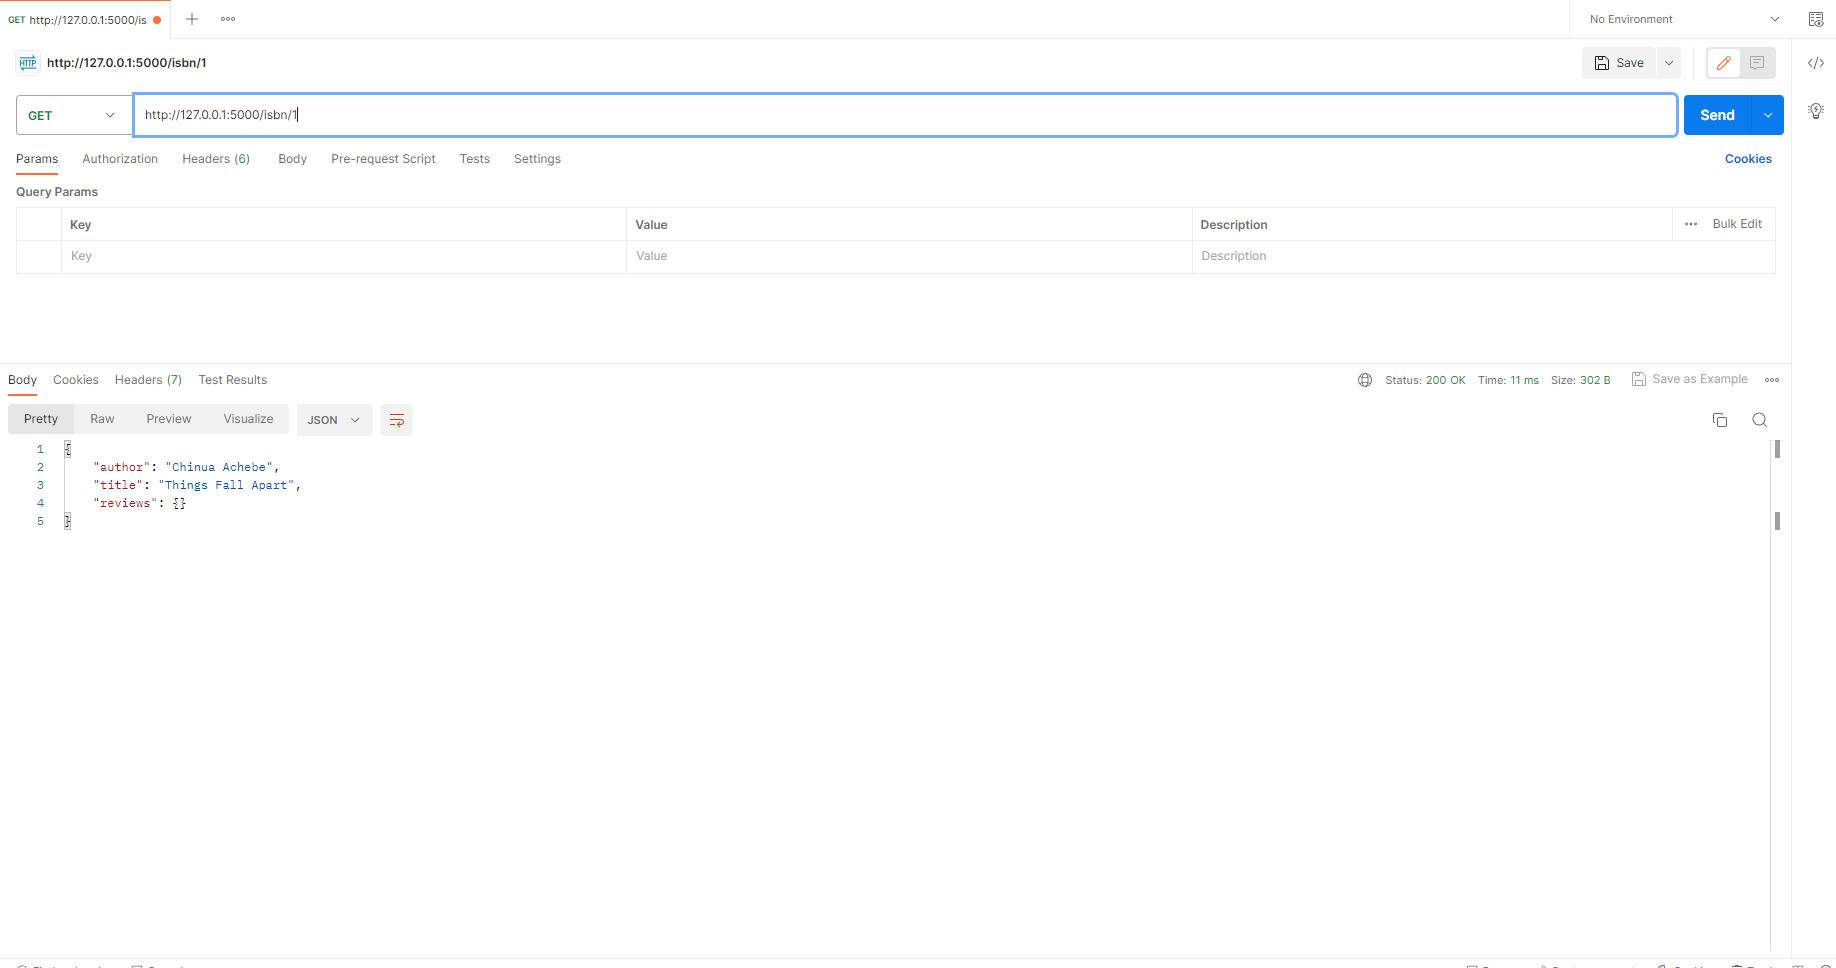 GET http://127.0.0.1:5000/is
No Environment
HTTP http://127.0.0.1:5000/isbn/1
Save
GET http://127.0.0.1:5000/isbn/1 Send
Params Authorization Headers (6) Body Pre-request Script Tests Settings Cookies
Query Params
Key Value Description Bulk Edit
Key Value Description
Body Cookies Headers (7) Test Results Status: 200 OK Time: 11 ms Size: 302 B Save as Example
Pretty Raw Preview Visualize JSON
1 {
2 "author": "Chinua Achebe",
3 "title": "Things Fall Apart",
4 "reviews": {}
5 }